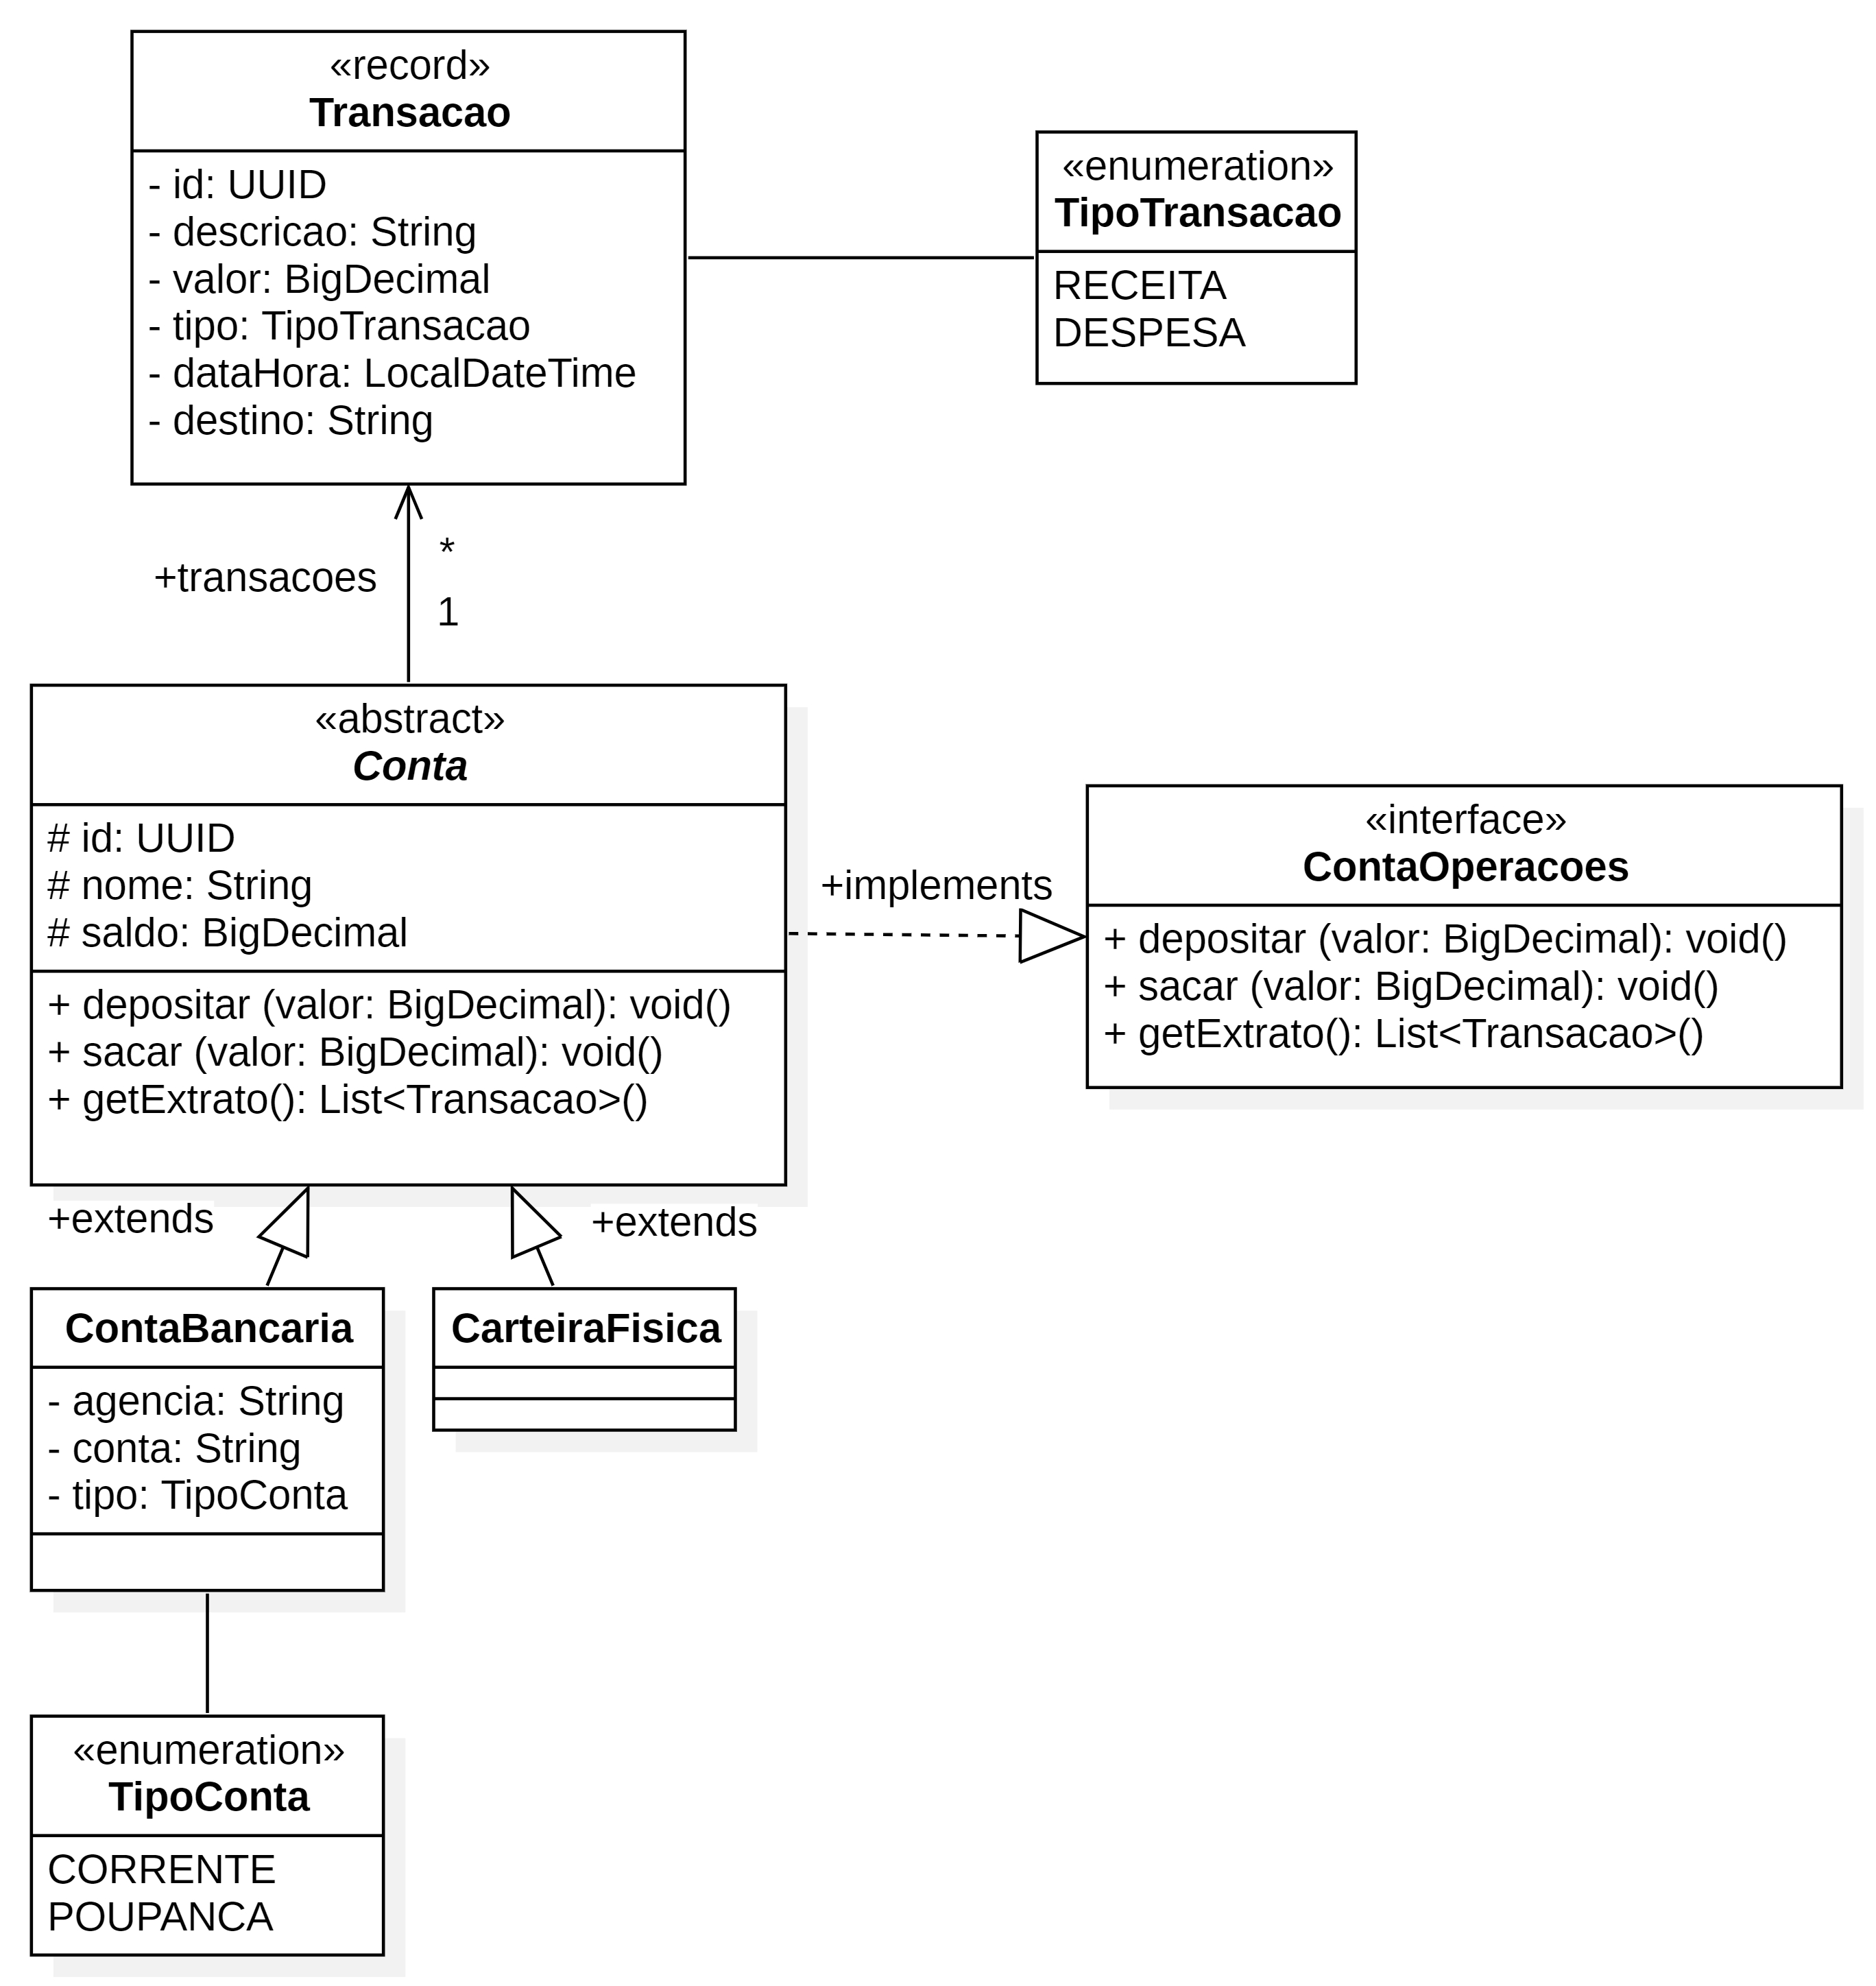 «record»
Transacao
- id: UUID
- descricao: String
- valor: BigDecimal
- tipo: TipoTransacao
- dataHora: LocalDateTime
- destino: String
«enumeration»
TipoTransacao
RECEITA
DESPESA
+transacoes
*
1
«abstract»
Conta
# id: UUID
# nome: String
# saldo: BigDecimal
+ depositar (valor: BigDecimal): void()
+ sacar (valor: BigDecimal): void()
+ getExtrato(): List<Transacao>()
+implements
«interface»
ContaOperacoes
+ depositar (valor: BigDecimal): void()
+ sacar (valor: BigDecimal): void()
+ getExtrato(): List<Transacao>()
+extends
+extends
ContaBancaria
- agencia: String
- conta: String
- tipo: TipoConta
CarteiraFisica
«enumeration»
TipoConta
CORRENTE
POUPANCA